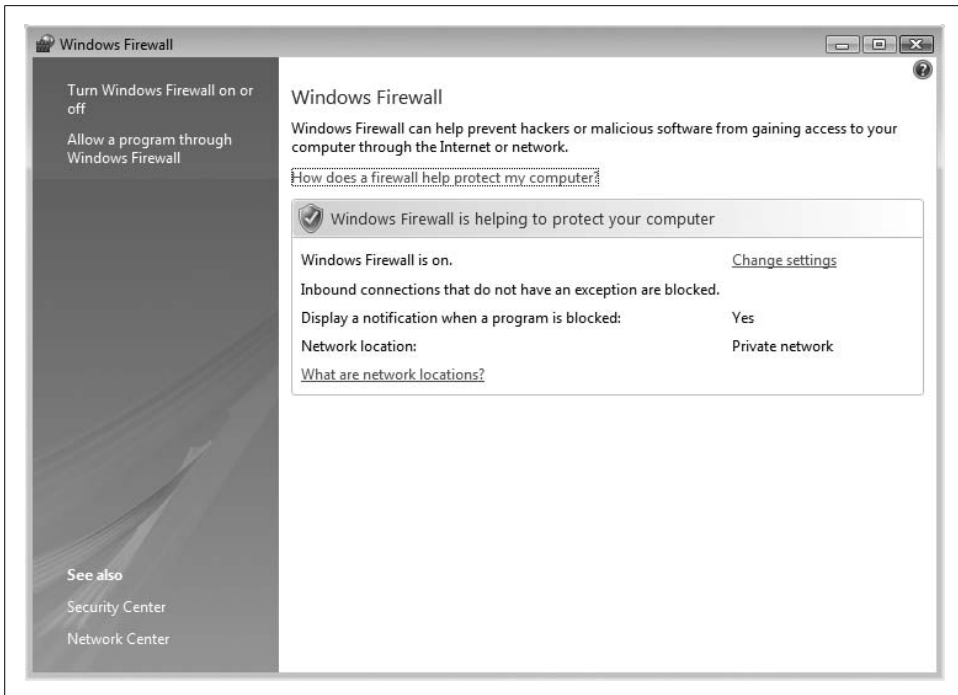 Windows Firewall
Turn Windows Firewall on or
off
Allow a program through
Windows Firewall
See also
Security Center
Network Center
Windows Firewall
Windows Firewall can help prevent hackers or malicious software from gaining access to your
computer through the Internet or network.
How does a firewall help protect my computer?
Windows Firewall is helping to protect your computer
Windows Firewall is on. Change settings
Inbound connections that do not have an exception are blocked.
Display a notification when a program is blocked: Yes
Network location: Private network
What are network locations?